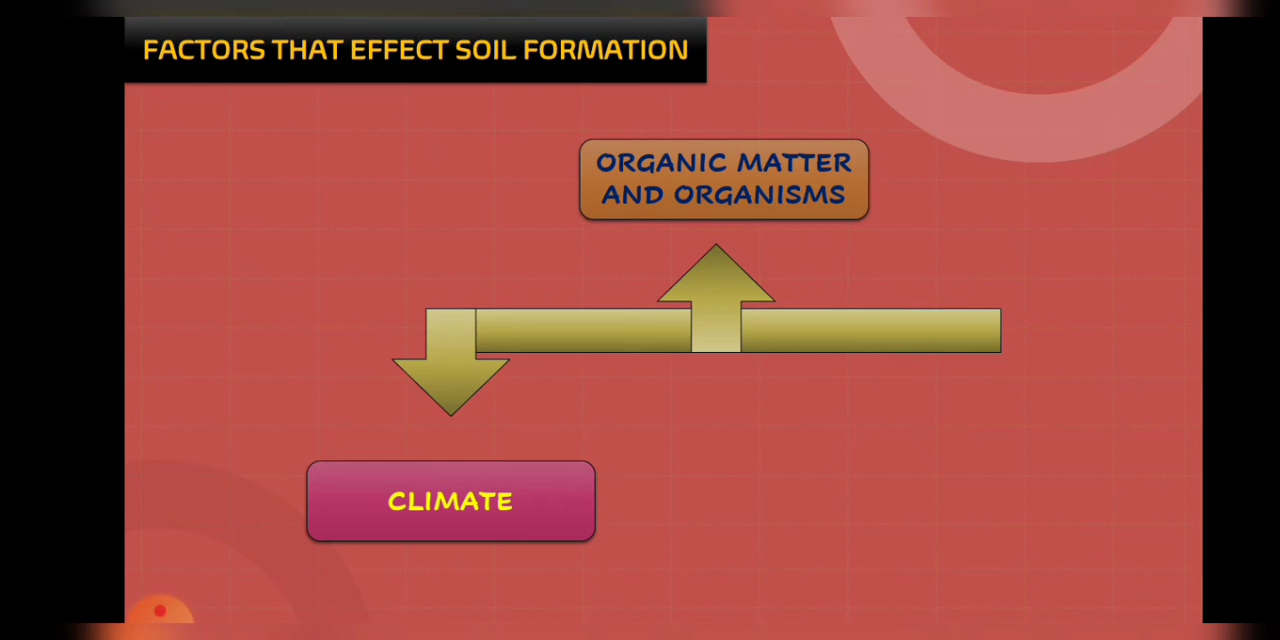 FACTORS THAT EFFECT SOIL FORMATION
ORGANIC MATTER
AND ORGANISMS
CLIMATE